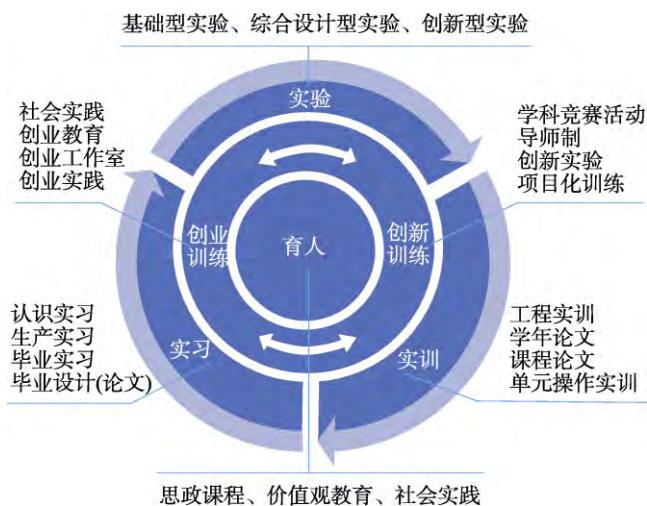 基础型实验、综合设计型实验、创新型实验
实验
社会实践
创业教育
创业工作室
创业实践
学科竞赛活动
导师制
创新实验
项目化训练
创业
训练
育人
创新
训练
认识实习
生产实习
毕业实习
毕业设计(论文)
实习
实训
工程实训
学年论文
课程论文
单元操作实训
思政课程、价值观教育、社会实践